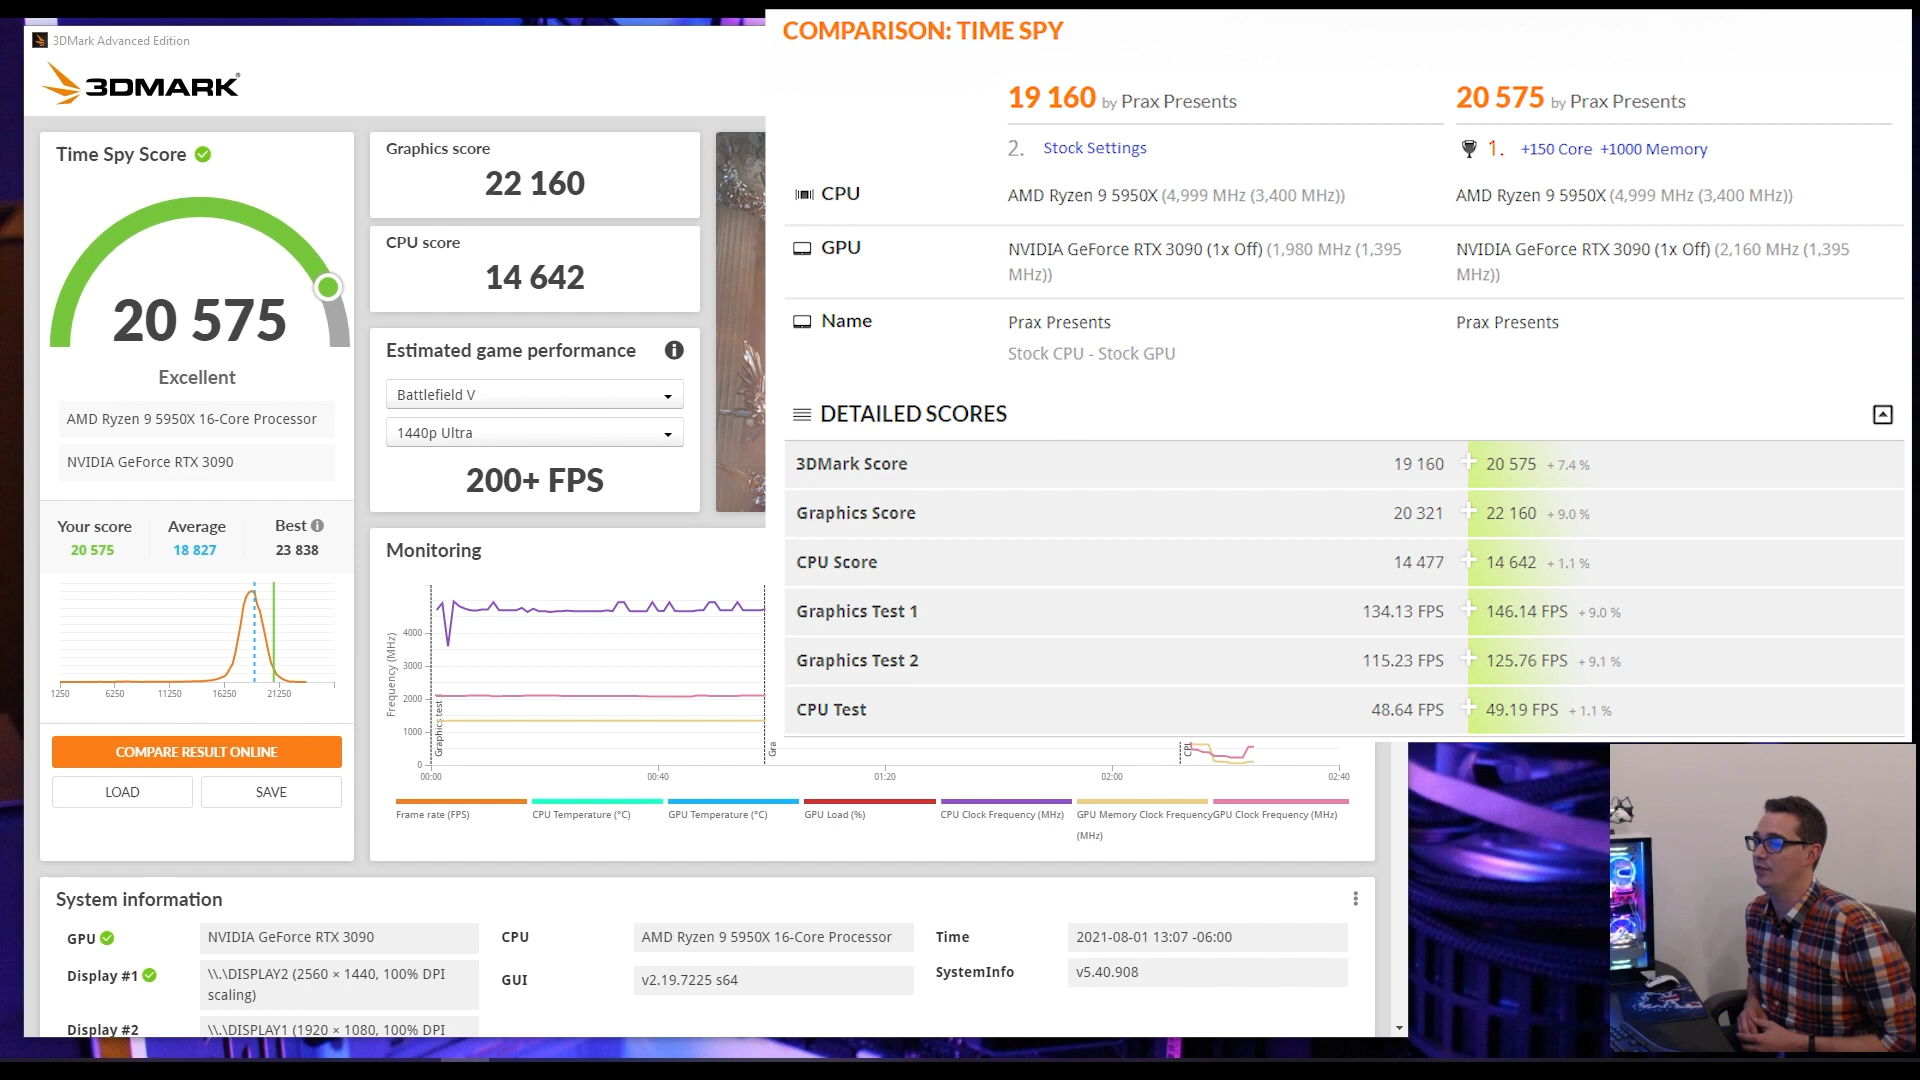 3DMark Advanced Edition
3DMARK
Time Spy Score
20 575
Excellent
AMD Ryzen 9 5950X 16-Core Processor
NVIDIA GeForce RTX 3090
Your score
Average
Best
20 575
18 827
23 838
1250 6250 11250 16250 21250
COMPARE RESULT ONLINE
LOAD
SAVE
Graphics score
22 160
CPU score
14 642
Estimated game performance
Battlefield V
1440p Ultra
200+ FPS
Monitoring
Frequency (MHz)
4000
3000
2000
1000
0
Graphics test
Gra
CPU
00:00 00:40 01:20 02:00 02:40
Frame rate (FPS)
CPU Temperature (°C)
GPU Temperature (°C)
GPU Load (%)
CPU Clock Frequency (MHz)
GPU Memory Clock Frequency
(MHz)
GPU Clock Frequency (MHz)
COMPARISON: TIME SPY
19 160 by Prax Presents
20 575 by Prax Presents
2. Stock Settings
1. +150 Core +1000 Memory
CPU
AMD Ryzen 9 5950X (4,999 MHz (3,400 MHz))
AMD Ryzen 9 5950X (4,999 MHz (3,400 MHz))
GPU
NVIDIA GeForce RTX 3090 (1x Off) (1,980 MHz (1,395
MHz))
NVIDIA GeForce RTX 3090 (1x Off) (2,160 MHz (1,395
MHz))
Name
Prax Presents
Stock CPU - Stock GPU
Prax Presents
DETAILED SCORES
3DMark Score 19 160 20 575 + 7.4 %
Graphics Score 20 321 22 160 + 9.0 %
CPU Score 14 477 14 642 + 1.1 %
Graphics Test 1 134.13 FPS 146.14 FPS + 9.0 %
Graphics Test 2 115.23 FPS 125.76 FPS + 9.1 %
CPU Test 48.64 FPS 49.19 FPS + 1.1 %
System information
GPU
NVIDIA GeForce RTX 3090
CPU
AMD Ryzen 9 5950X 16-Core Processor
Time
2021-08-01 13:07 -06:00
Display #1
\\.\DISPLAY2 (2560 × 1440, 100% DPI
scaling)
GUI
v2.19.7225 s64
SystemInfo
v5.40.908
Display #2
\\.\DISPLAY1 (1920 × 1080, 100% DPI